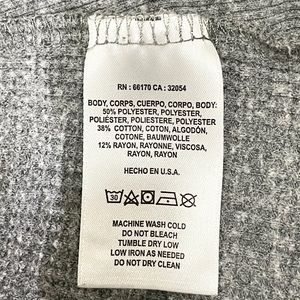 RN : 66170 CA : 32054
BODY, CORPS, CUERPO, CORPO, BODY:
50% POLYESTER, POLYESTER,
POLIÉSTER, POLIESTERE, POLYESTER
38% COTTON, COTON, ALGODÓN,
COTONE, BAUMWOLLE
12% RAYON, RAYONNE, VISCOSA,
RAYON, RAYON
HECHO EN U.S.A.
30
MACHINE WASH COLD
DO NOT BLEACH
TUMBLE DRY LOW
LOW IRON AS NEEDED
DO NOT DRY CLEAN